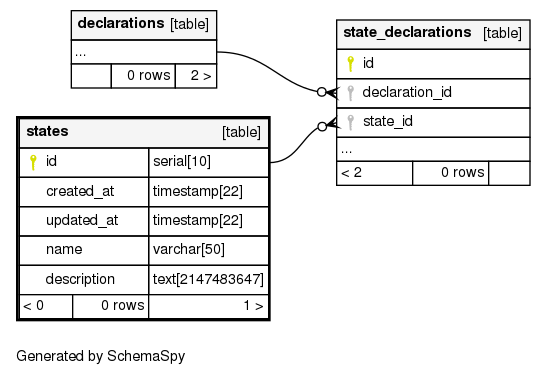 declarations [table]
...
0 rows 2 >
state_declarations [table]
id
declaration_id
state_id
...
< 2 0 rows
states [table]
id serial[10]
created_at timestamp[22]
updated_at timestamp[22]
name varchar[50]
description text[2147483647]
< 0 0 rows 1 >
Generated by SchemaSpy